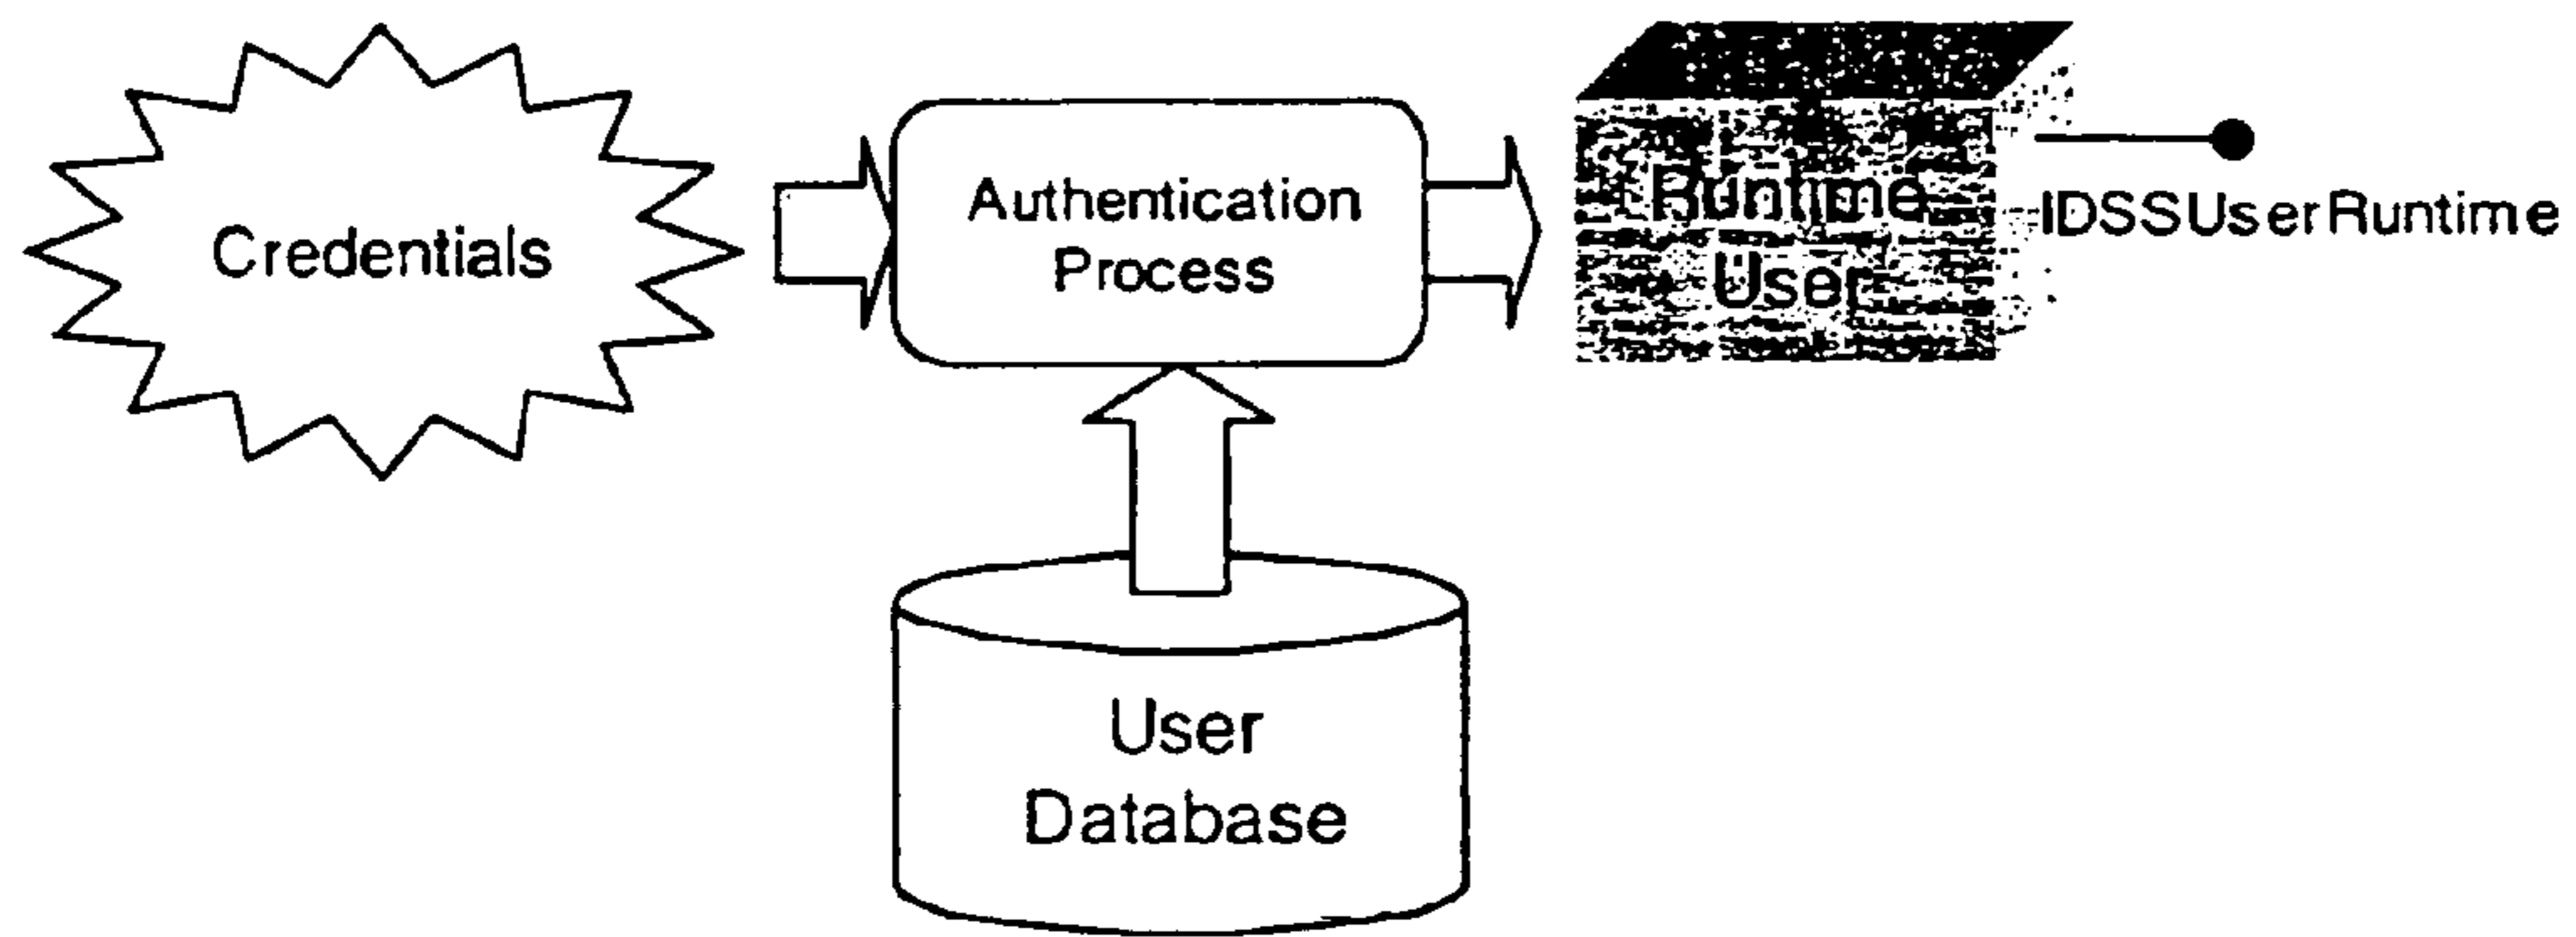 Credentials
Authentication
Process
Runtime
User
IDSSUserRuntime
User
Database